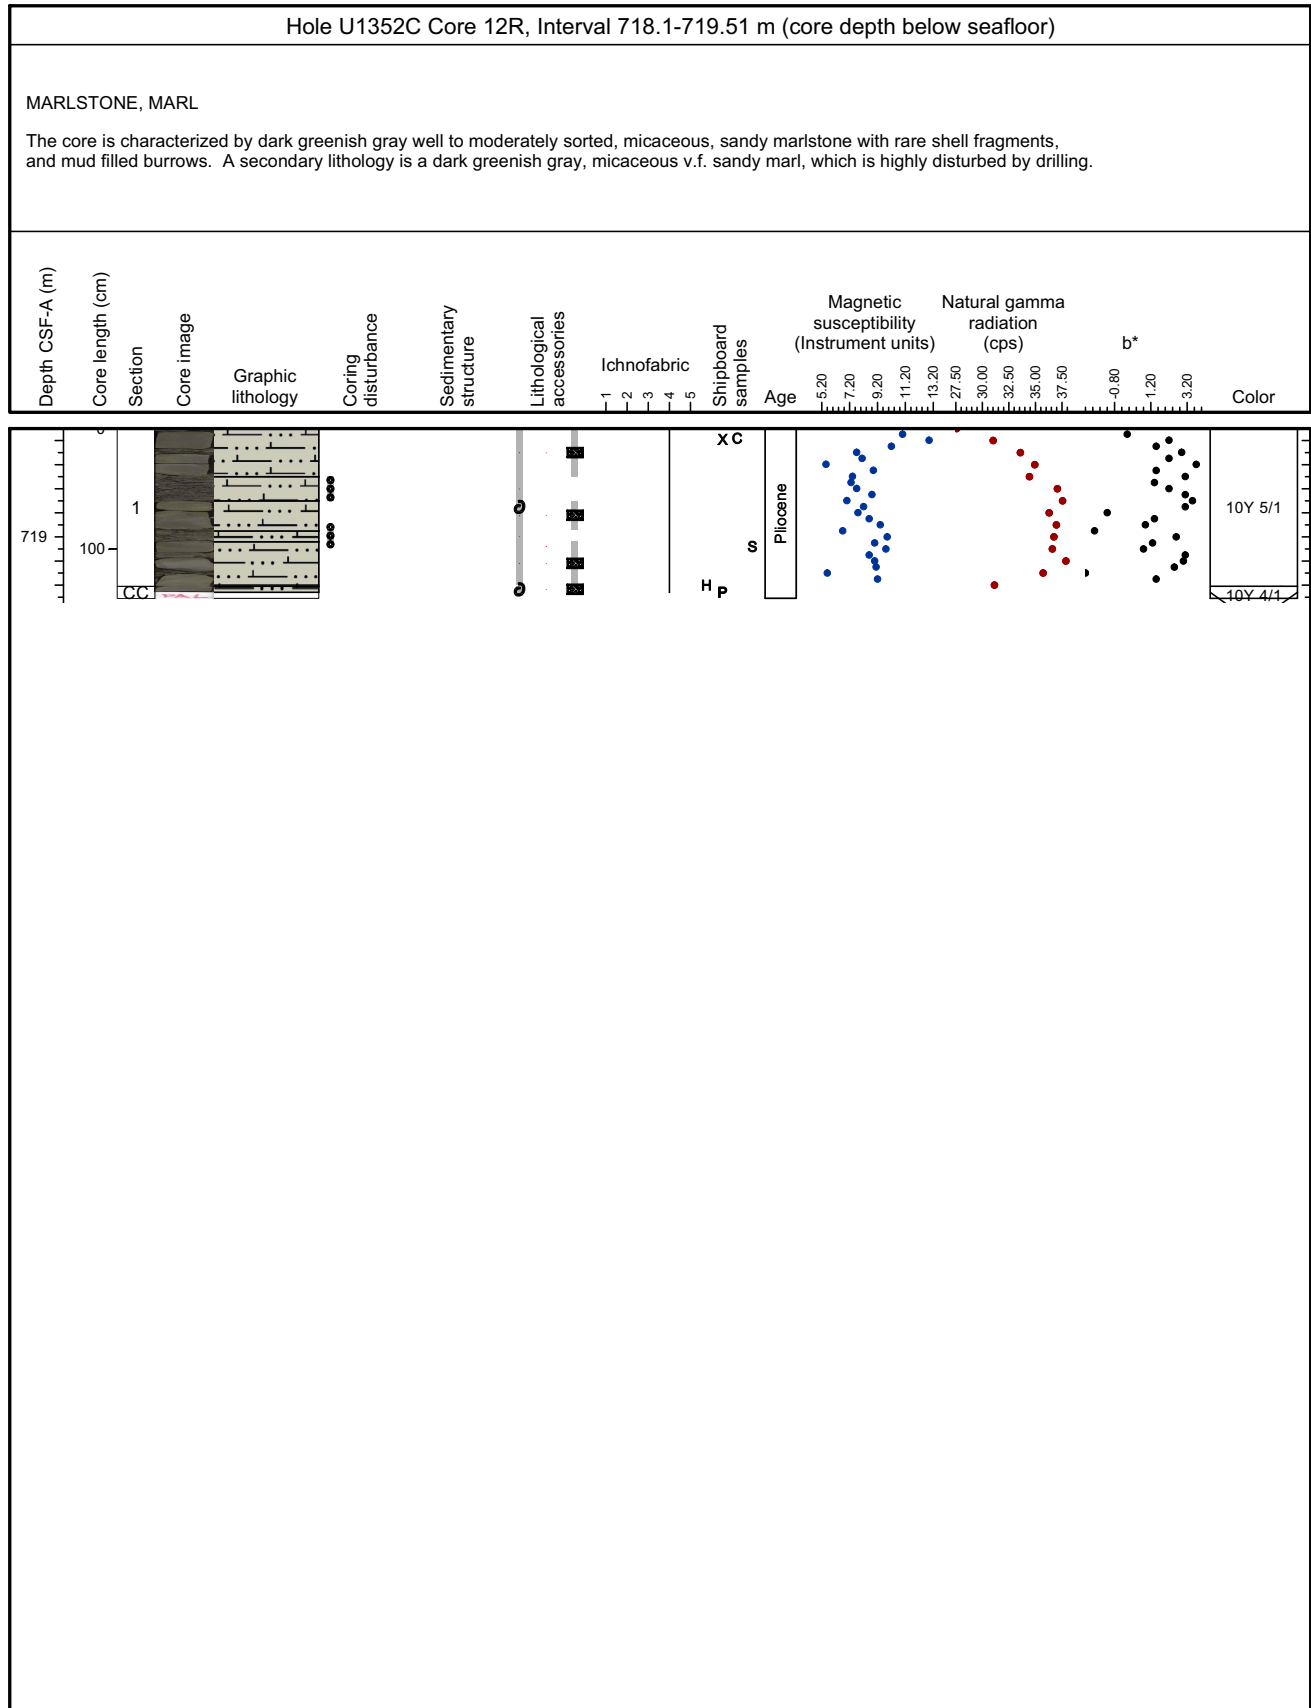 Hole U1352C Core 12R, Interval 718.1-719.51 m (core depth below seafloor)
MARLSTONE, MARL
The core is characterized by dark greenish gray well to moderately sorted, micaceous, sandy marlstone with rare shell fragments,
and mud filled burrows. A secondary lithology is a dark greenish gray, micaceous v.f. sandy marl, which is highly disturbed by drilling.
Depth CSF-A (m)
Core length (cm)
Section
Core image
Graphic
lithology
Coring
disturbance
Sedimentary
structure
Lithological
accessories
Ichnofabric
1 2 3 4 5
Shipboard
samples
Age
Magnetic
susceptibility
(Instrument units)
5.20 7.20 9.20 11.20 13.20
Natural gamma
radiation
(cps)
27.50 30.00 32.50 35.00 37.50
b*
-0.80 1.20 3.20
Color
0
X C
1
Pliocene
10Y 5/1
719
100
S
H P
CC
PAL
10Y 4/1